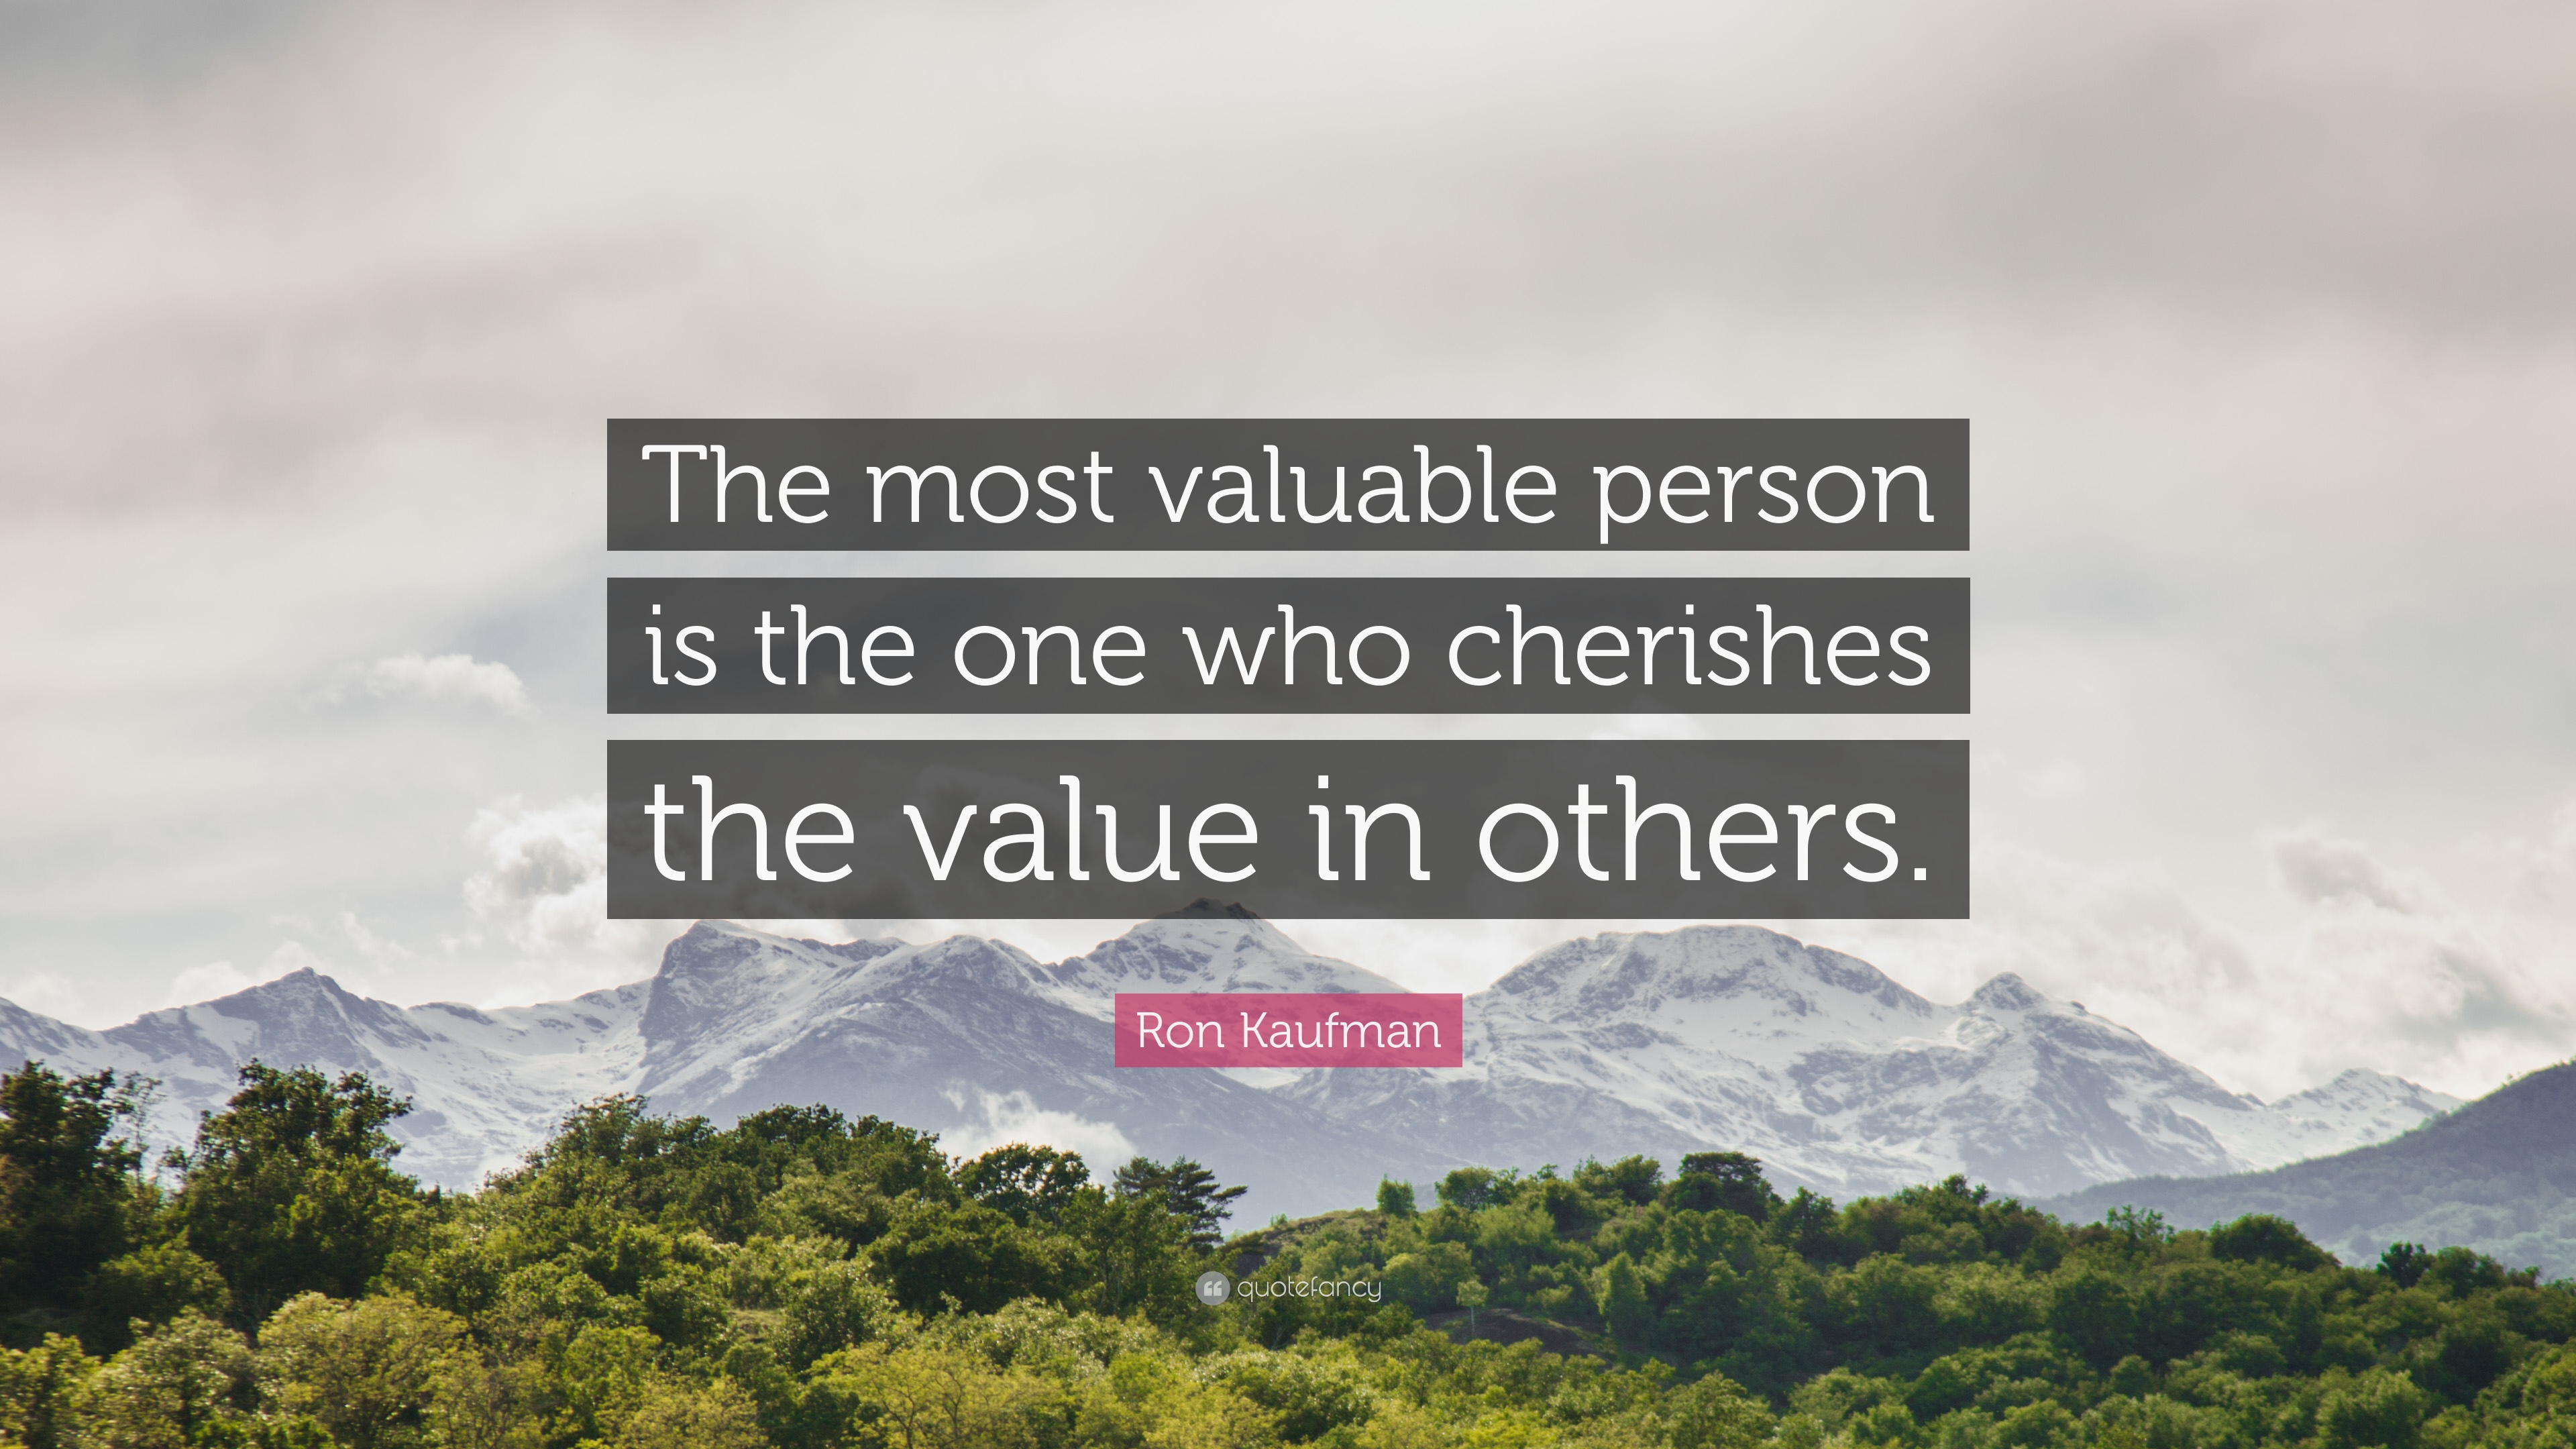 The most valuable person
is the one who cherishes
the value in others.
Ron Kaufman
quotefancy